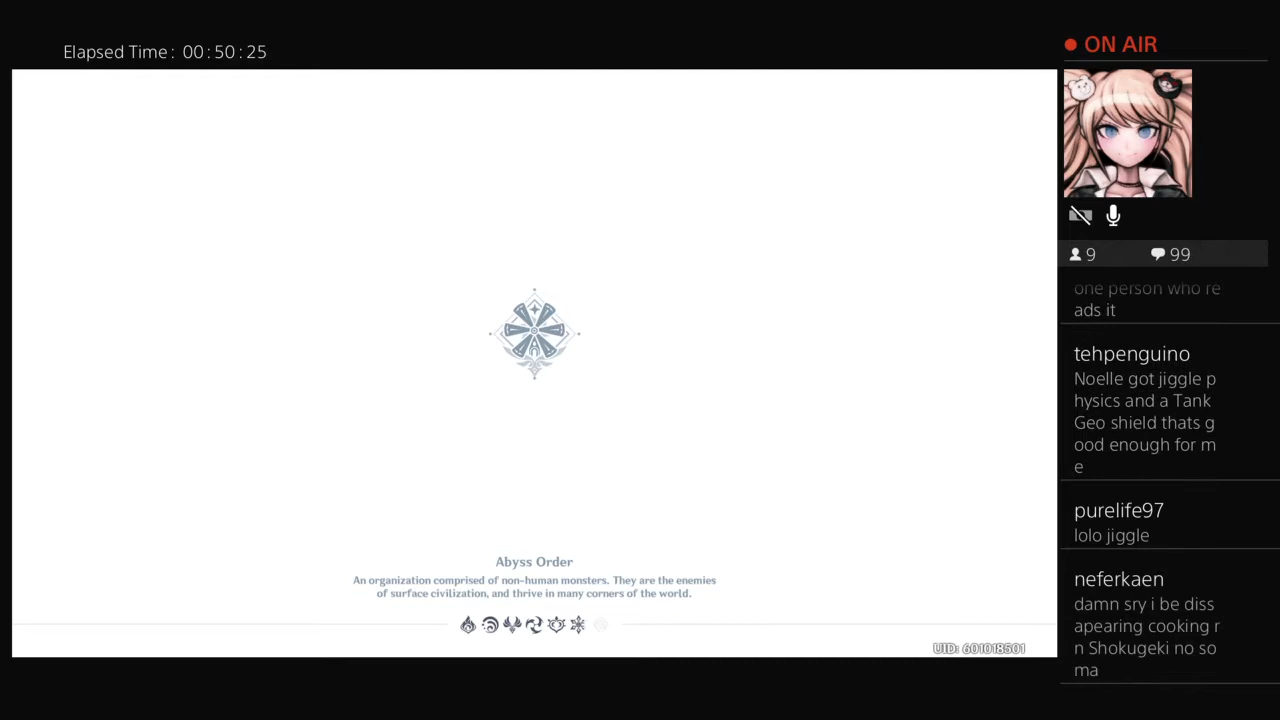 Elapsed Time: 00:50:25
ON AIR
9 99
one person who re
ads it
tehpenguino
Noelle got jiggle p
hysics and a Tank
Geo shield thats g
ood enough for m
e
purelife97
lolo jiggle
neferkaen
damn sry i be diss
apearing cooking r
n Shokugeki no so
ma
Abyss Order
An organization comprised of non-human monsters. They are the enemies
of surface civilization, and thrive in many corners of the world.
UID: 601018501